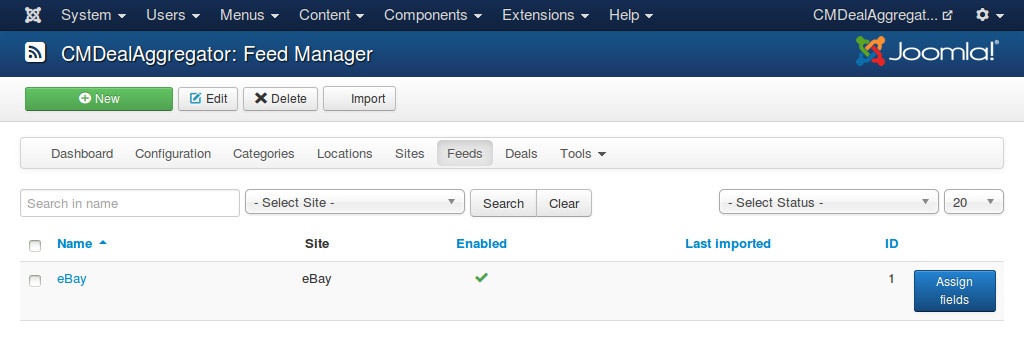 System Users Menus Content Components Extensions Help CMDealAggregat...
CMDealAggregator: Feed Manager
Joomla!®
New Edit Delete Import
Dashboard Configuration Categories Locations Sites Feeds Deals Tools
Search in name - Select Site - Search Clear - Select Status - 20
Name Site Enabled Last imported ID
eBay eBay 1 Assign
fields